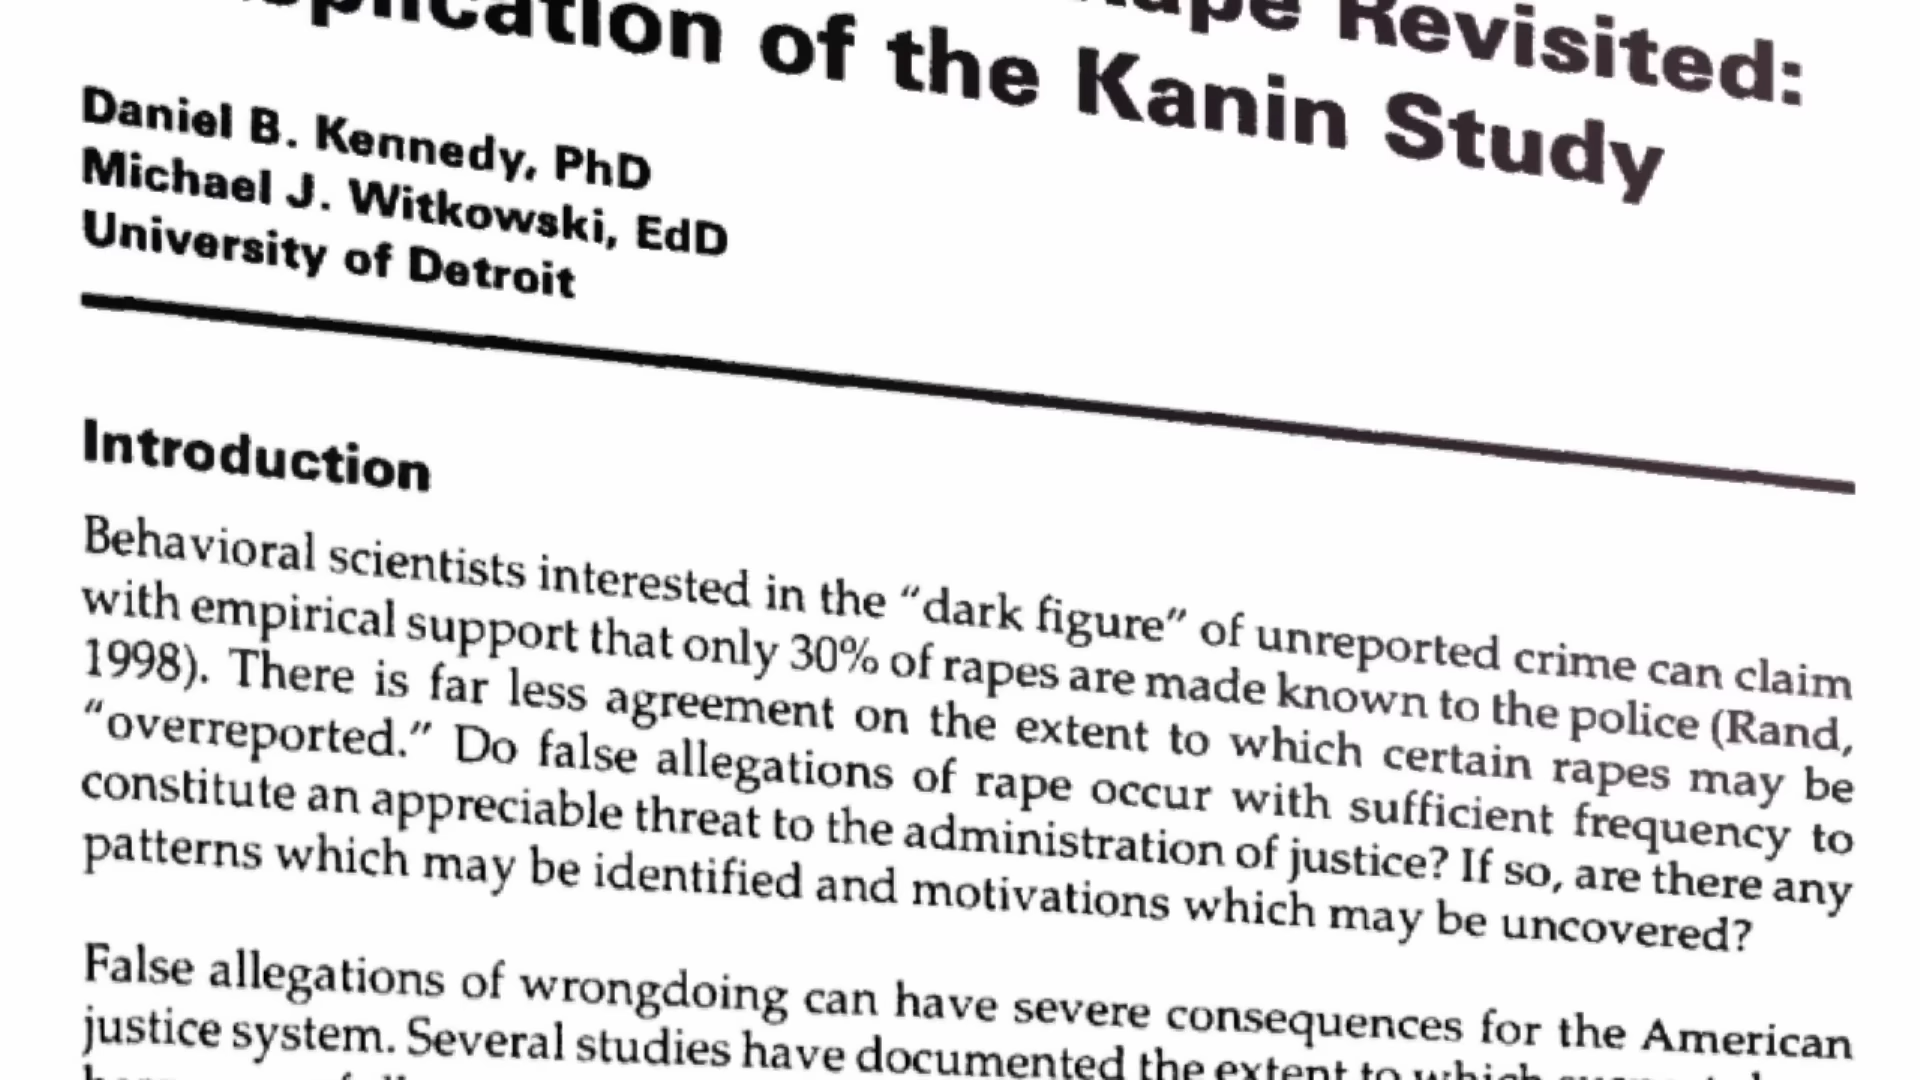 Rape Revisited:
of the Kanin Study
Daniel B. Kennedy, PhD
Michael J. Witkowski, EdD
University of Detroit
Introduction
Behavioral scientists interested in the “dark figure” of unreported crime can claim
with empirical support that only 30% of rapes are made known to the police (Rand,
1998). There is far less agreement on the extent to which certain rapes may be
“overreported.” Do false allegations of rape occur with sufficient frequency to
constitute an appreciable threat to the administration of justice? If so, are there any
patterns which may be identified and motivations which may be uncovered?
False allegations of wrongdoing can have severe consequences for the American
justice system. Several studies have documented the extent to which